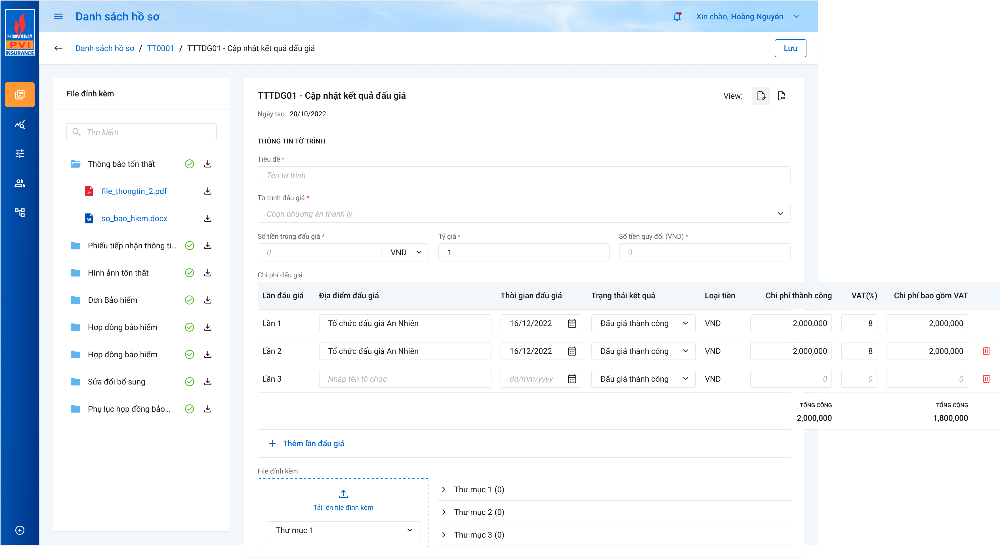 PETROVIETNAM
PVI
INSURANCE
Danh sách hồ sơ
Xin chào, Hoàng Nguyễn
Danh sách hồ sơ / TT0001 / TTTDG01 - Cập nhật kết quả đấu giá
Lưu
File đính kèm
Tìm kiếm
Thông báo tổn thất
file_thongtin_2.pdf
so_bao_hiem.docx
Phiếu tiếp nhận thông ti...
Hình ảnh tổn thất
Đơn Bảo hiểm
Hợp đồng bảo hiểm
Hợp đồng bảo hiểm
Sửa đổi bổ sung
Phụ lục hợp đồng bảo...
TTTDG01 - Cập nhật kết quả đấu giá
View:
Ngày tạo: 20/10/2022
THÔNG TIN TỜ TRÌNH
Tiêu đề *
Tên tờ trình
Tờ trình đấu giá *
Chọn phương án thanh lý
Số tiền trúng đấu giá * Tỷ giá * Số tiền quy đổi (VND) *
0 VND 1 0
Chi phí đấu giá
Lần đấu giá Địa điểm đấu giá Thời gian đấu giá Trạng thái kết quả Loại tiền Chi phí thành công VAT(%) Chi phí bao gồm VAT
Lần 1 Tổ chức đấu giá An Nhiên 16/12/2022 Đấu giá thành công VND 2,000,000 8 2,000,000
Lần 2 Tổ chức đấu giá An Nhiên 16/12/2022 Đấu giá thành công VND 2,000,000 8 2,000,000
Lần 3 Nhập tên tổ chức dd/mm/yyyy Đấu giá thành công VND 0 0 0
TỔNG CỘNG TỔNG CỘNG
2,000,000 1,800,000
Thêm lần đấu giá
File đính kèm
Tải lên file đính kèm
Thư mục 1
Thư mục 1 (0)
Thư mục 2 (0)
Thư mục 3 (0)